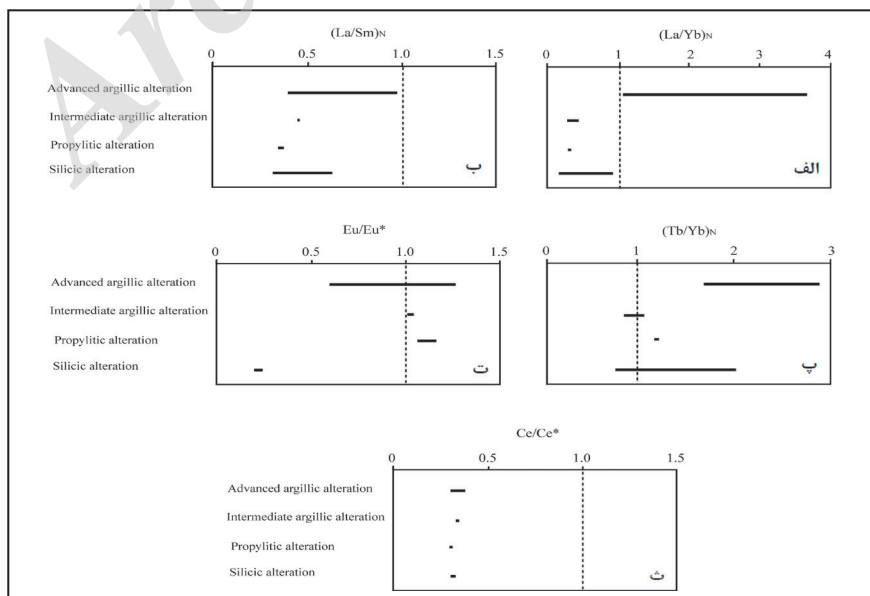 Arc
(La/Sm)N
0 0.5 1.0 1.5
Advanced argillic alteration
Intermediate argillic alteration
Propylitic alteration
Silicic alteration
ب
(La/Yb)N
0 1 2 3 4
الف
Eu/Eu*
0 0.5 1.0 1.5
Advanced argillic alteration
Intermediate argillic alteration
Propylitic alteration
Silicic alteration
ت
(Tb/Yb)N
0 1 2 3
پ
Ce/Ce*
0 0.5 1.0 1.5
Advanced argillic alteration
Intermediate argillic alteration
Propylitic alteration
Silicic alteration
ث